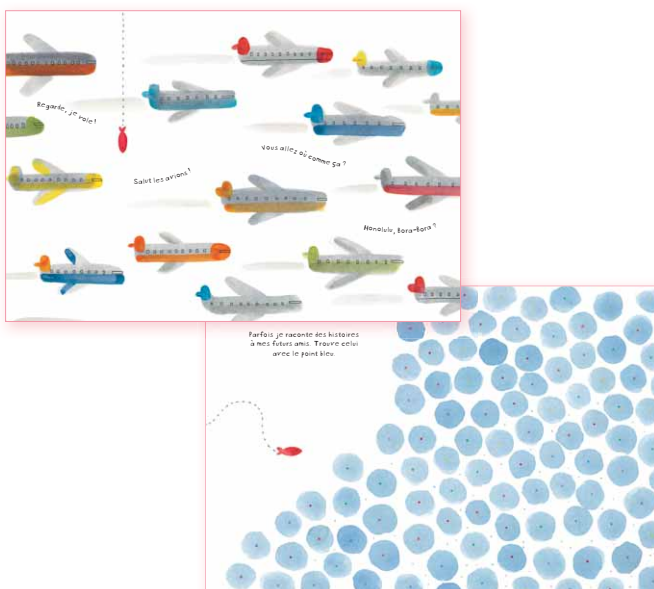 Regarde, je vole!
Salut les avions!
Vous allez où comme ça ?
Honolulu, Bora-Bora ?
Parfois je raconte des histoires
à mes futurs amis. Trouve celui
avec le point bleu.